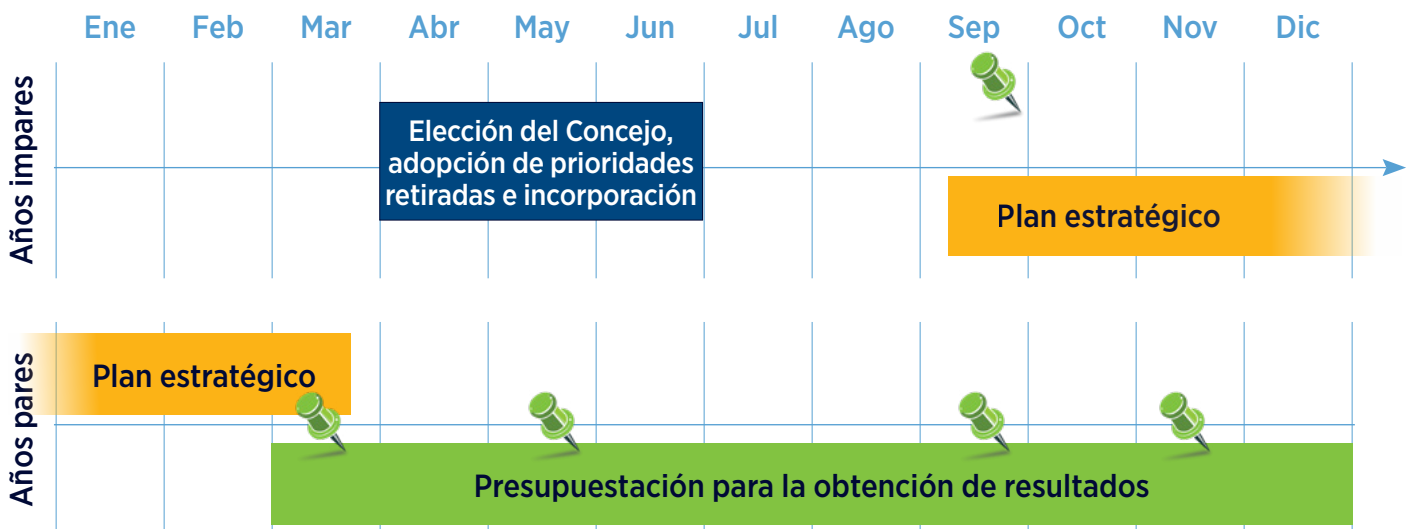 Ene Feb Mar Abr May Jun Jul Ago Sep Oct Nov Dic
Años impares
Elección del Concejo,
adopción de prioridades
retiradas e incorporación
Plan estratégico
Años pares
Plan estratégico
Presupuestación para la obtención de resultados